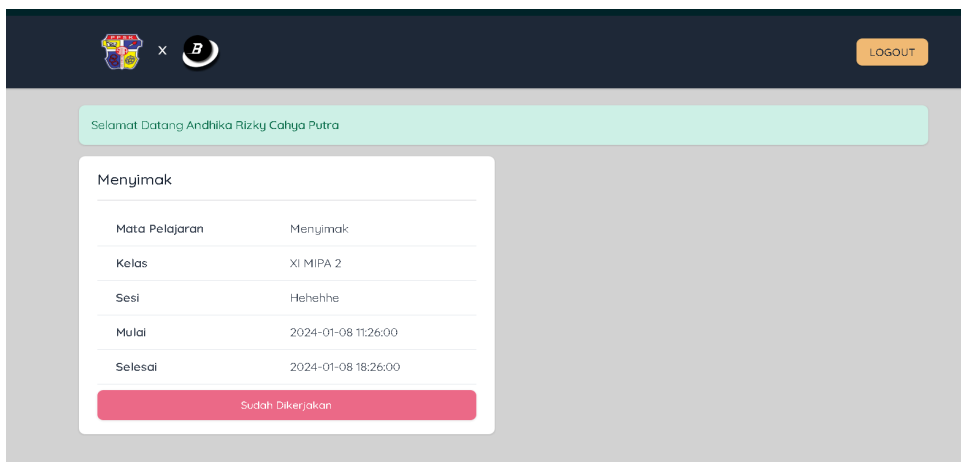 PPSK
X
B
LOGOUT
Selamat Datang Andhika Rizky Cahya Putra
Menyimak
Mata Pelajaran Menyimak
Kelas XI MIPA 2
Sesi Hehehhe
Mulai 2024-01-08 11:26:00
Selesai 2024-01-08 18:26:00
Sudah Dikerjakan